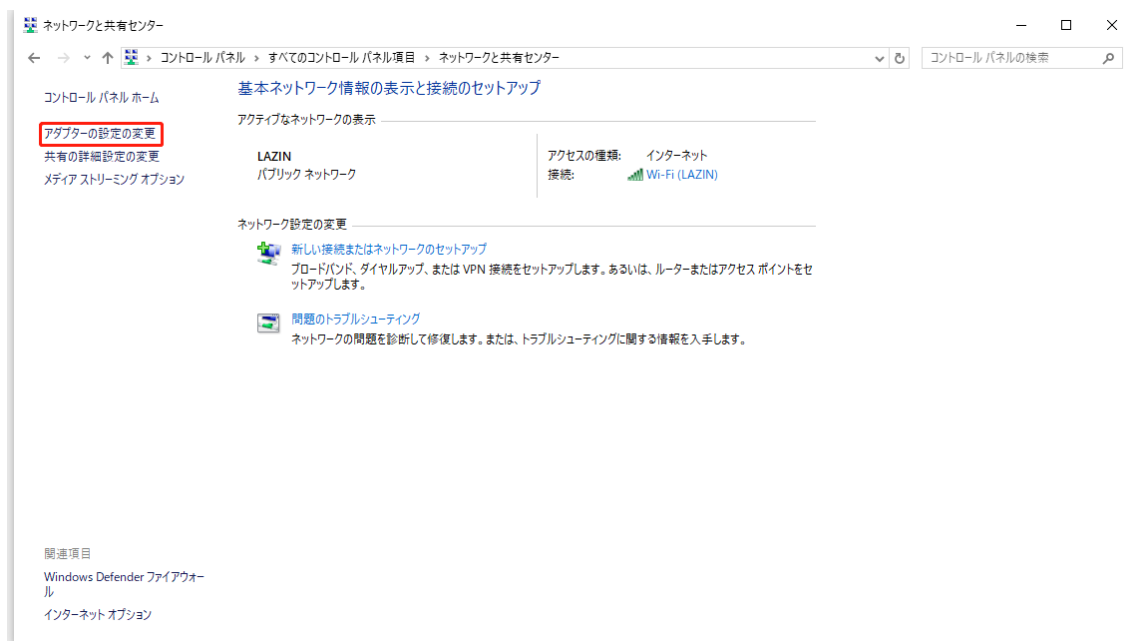 ネットワークと共有センター
コントロール パネル › すべてのコントロール パネル項目 › ネットワークと共有センター
コントロール パネルの検索
コントロール パネル ホーム
アダプターの設定の変更
共有の詳細設定の変更
メディア ストリーミング オプション
基本ネットワーク情報の表示と接続のセットアップ
アクティブなネットワークの表示
LAZIN
パブリック ネットワーク
アクセスの種類: インターネット
接続: Wi-Fi (LAZIN)
ネットワーク設定の変更
新しい接続またはネットワークのセットアップ
ブロードバンド、ダイヤルアップ、または VPN 接続をセットアップします。あるいは、ルーターまたはアクセス ポイントをセ
ットアップします。
問題のトラブルシューティング
ネットワークの問題を診断して修復します。または、トラブルシューティングに関する情報を入手します。
関連項目
Windows Defender ファイアウォー
ル
インターネット オプション